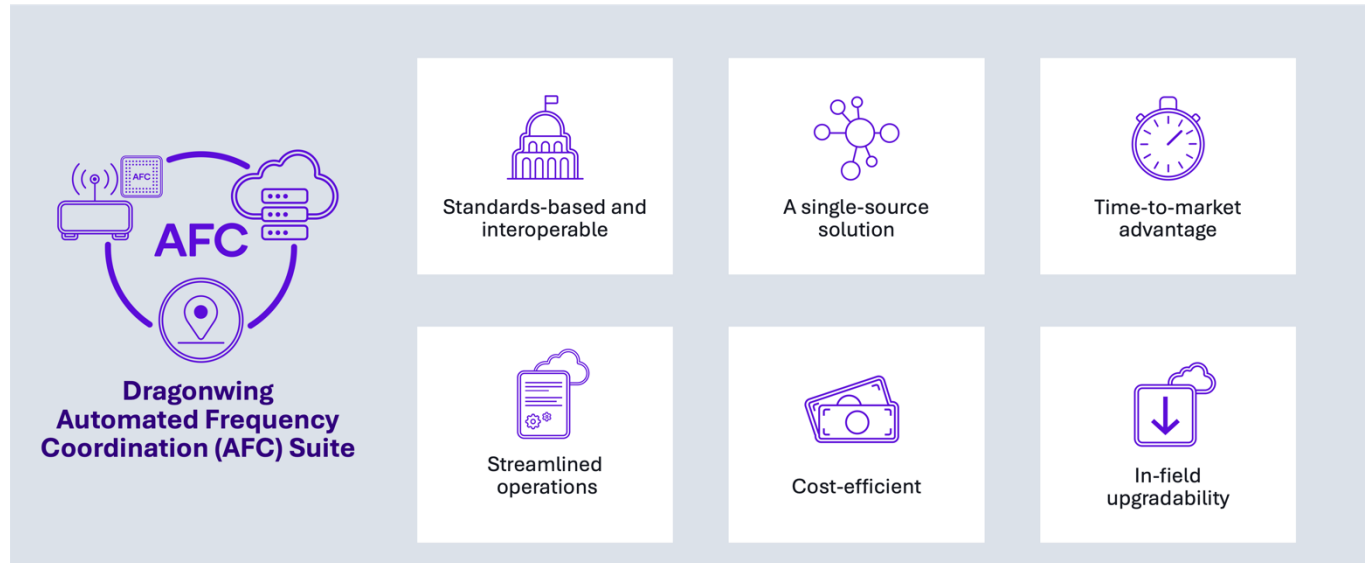 AFC
AFC
Dragonwing
Automated Frequency
Coordination (AFC) Suite
Standards-based and
interoperable
A single-source
solution
Time-to-market
advantage
Streamlined
operations
Cost-efficient
In-field
upgradability